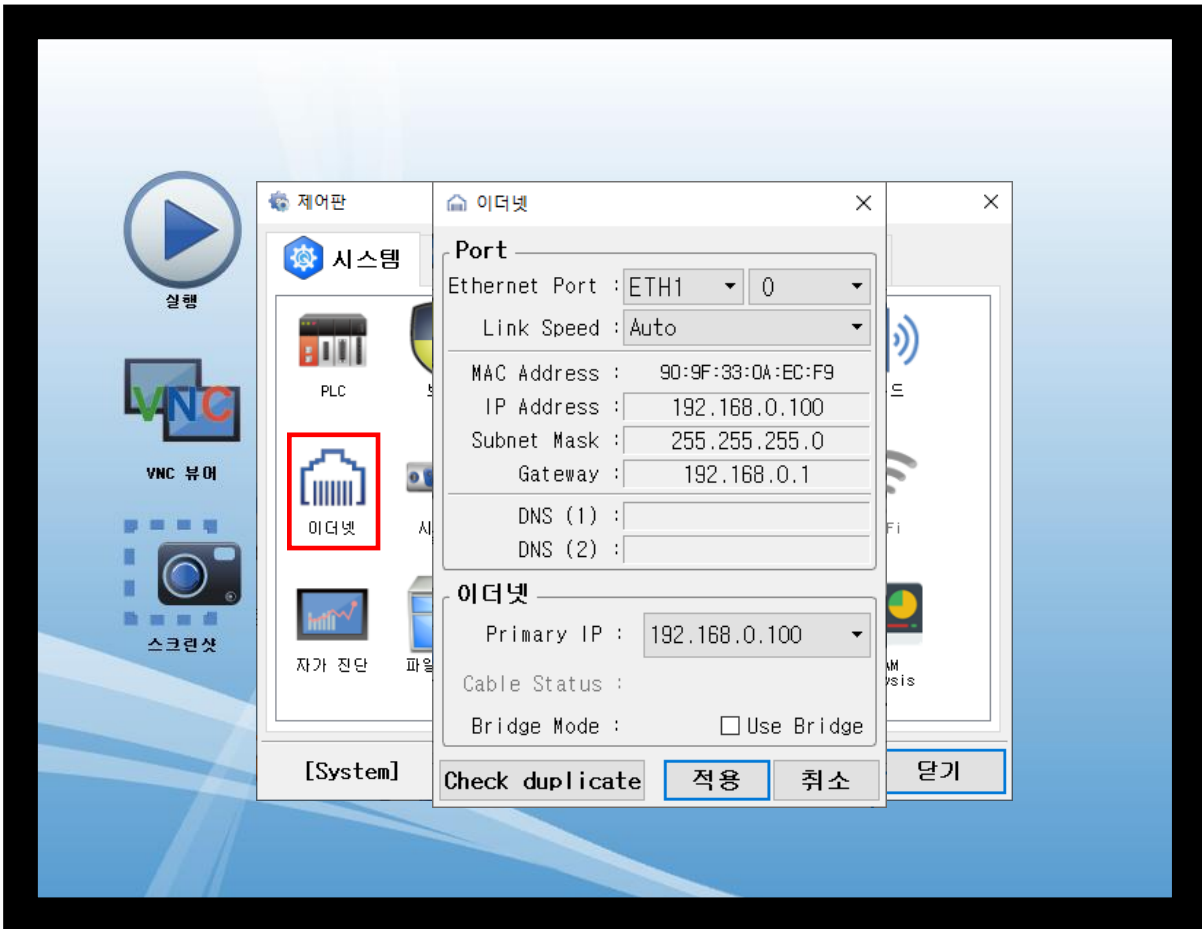 실행
VNC
VNC 뷰어
스크린샷
제어판
시스템
PLC
이더넷
자가 진단
[System]
닫기
이더넷
Port
Ethernet Port : ETH1 0
Link Speed : Auto
MAC Address : 90:9F:33:0A:EC:F9
IP Address : 192.168.0.100
Subnet Mask : 255.255.255.0
Gateway : 192.168.0.1
DNS (1) :
DNS (2) :
이더넷
Primary IP : 192.168.0.100
Cable Status :
Bridge Mode : Use Bridge
Check duplicate 적용 취소